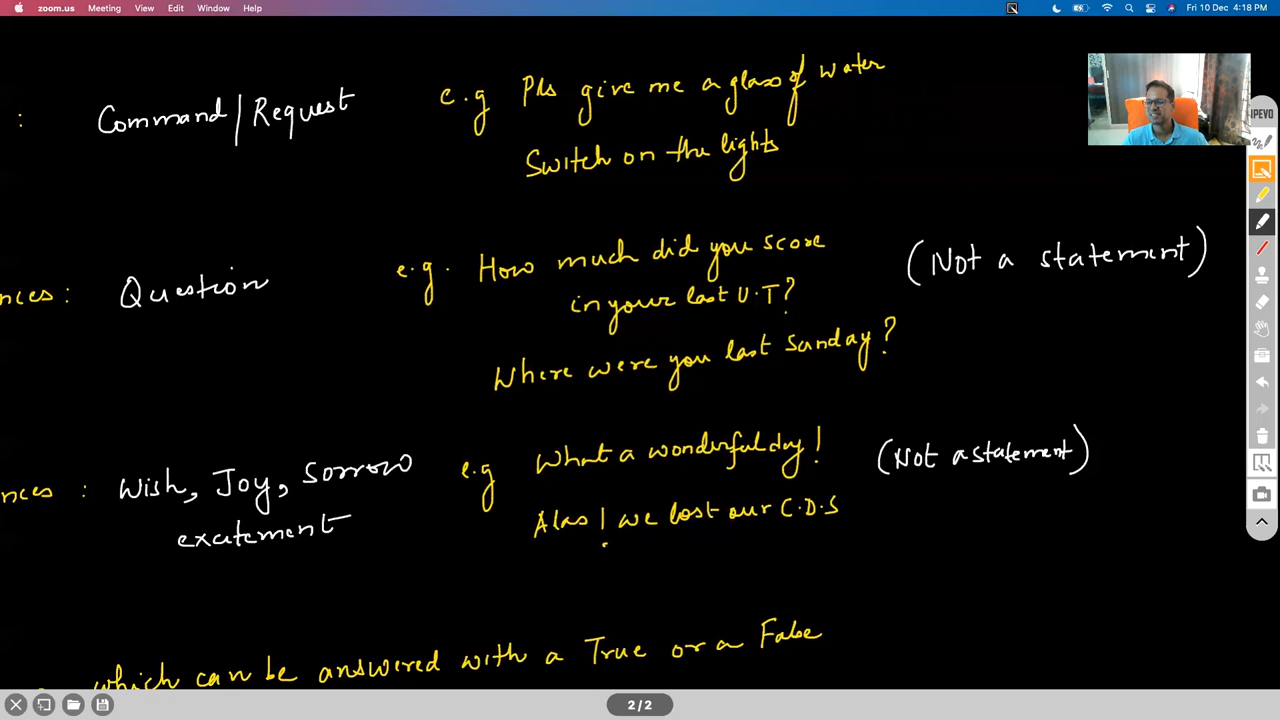 zoom.us Meeting View Edit Window Help Fri 10 Dec 4:18 PM
: Command/Request e.g Pls give me a glass of water
Switch on the lights
IPEVO
nces: Question e.g. How much did you score (Not a statement)
in your last U.T?
Where were you last sunday?
nces : Wish, Joy, Sorrow e.g What a wonderful day! (Not a statement)
excitement Alas! we lost our C.D.S
which can be answered with a True or a False
2/2